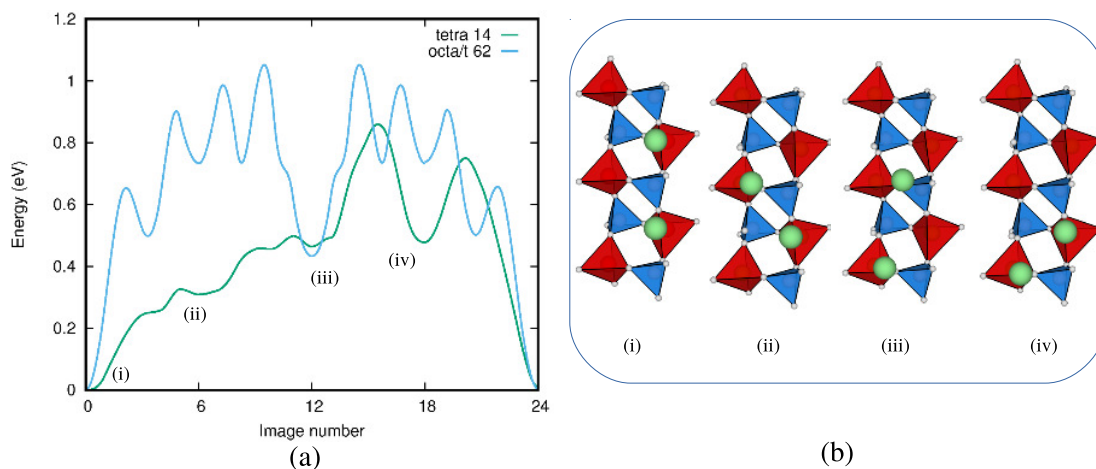 1.2
1
0.8
0.6
0.4
0.2
0
Energy (eV)
tetra 14
octa/t 62
(i)
(ii)
(iii)
(iv)
0 6 12 18 24
Image number
(a)
(i) (ii) (iii) (iv)
(b)